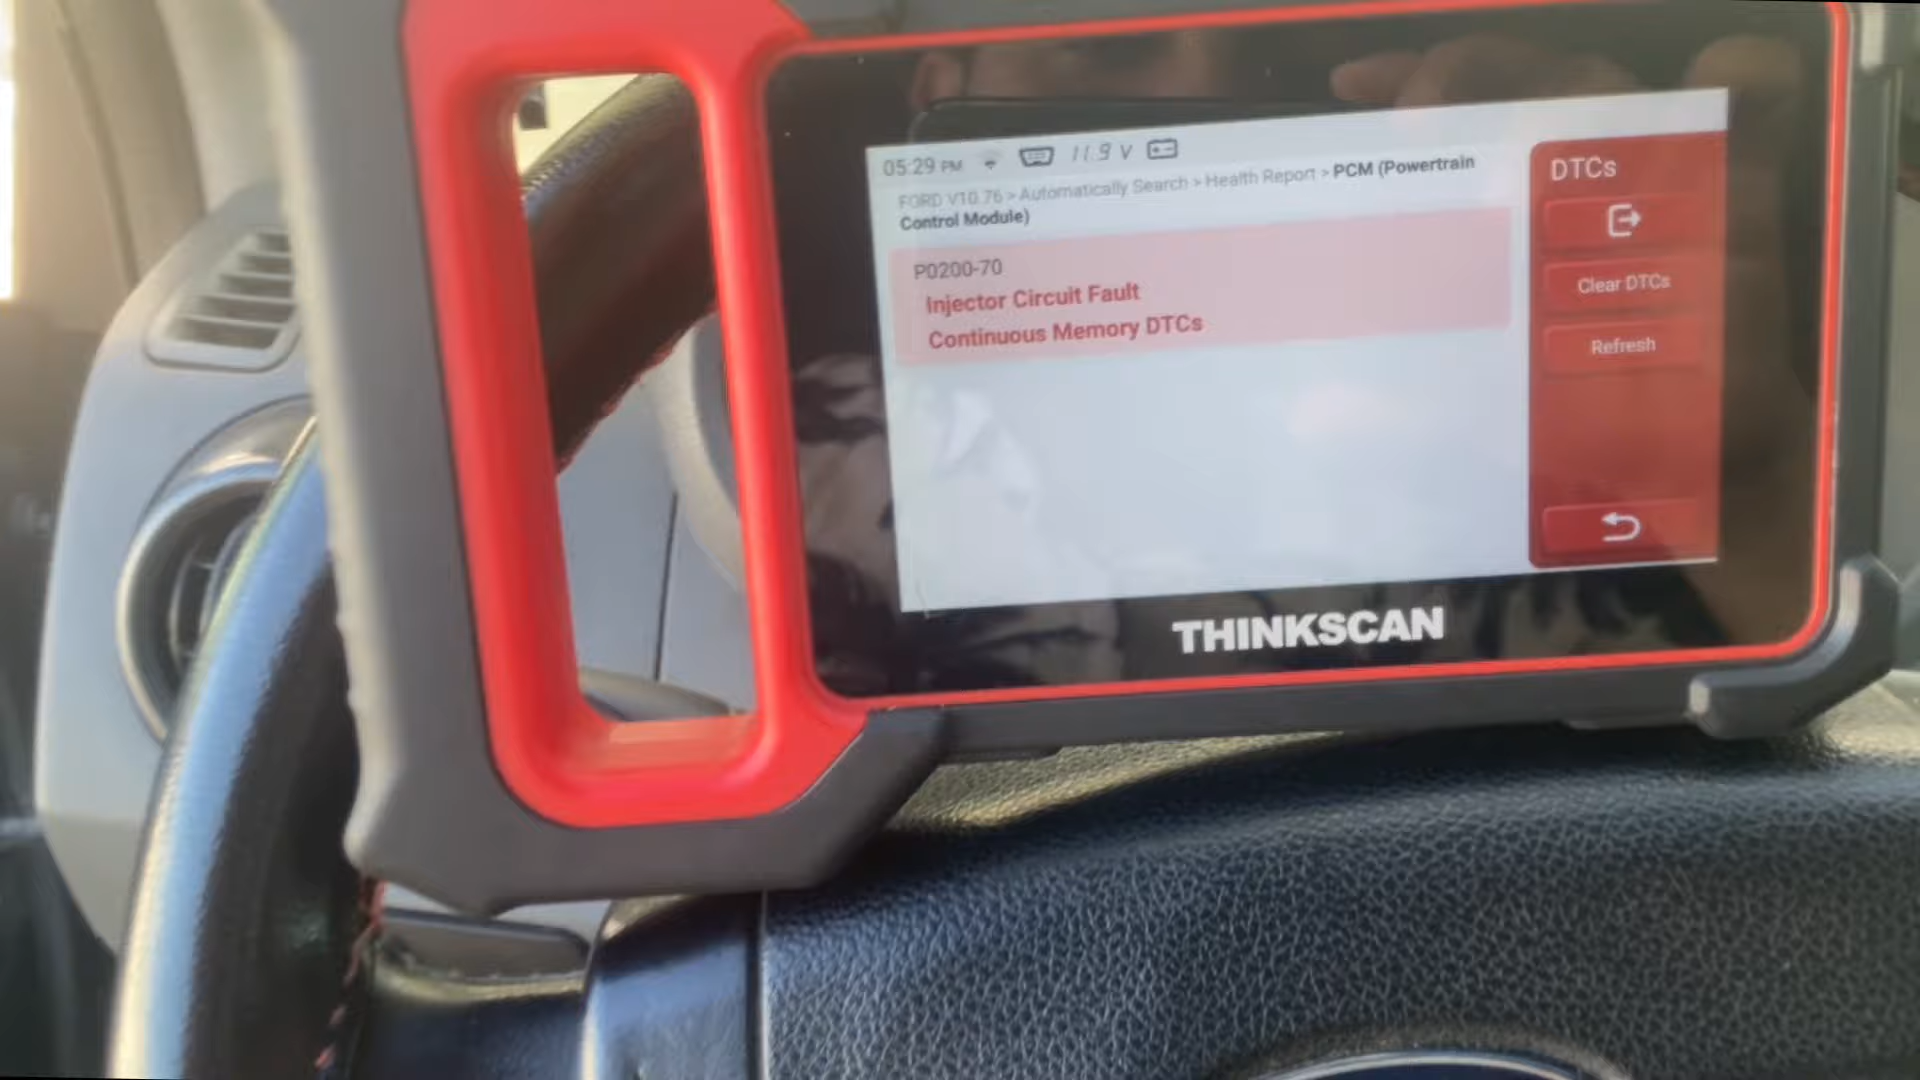 05:29 PM 11.9 V
DTCs
FORD V10.76 > Automatically Search > Health Report > PCM (Powertrain
Control Module)
P0200-70
Injector Circuit Fault
Continuous Memory DTCs
Clear DTCs
Refresh
THINKSCAN